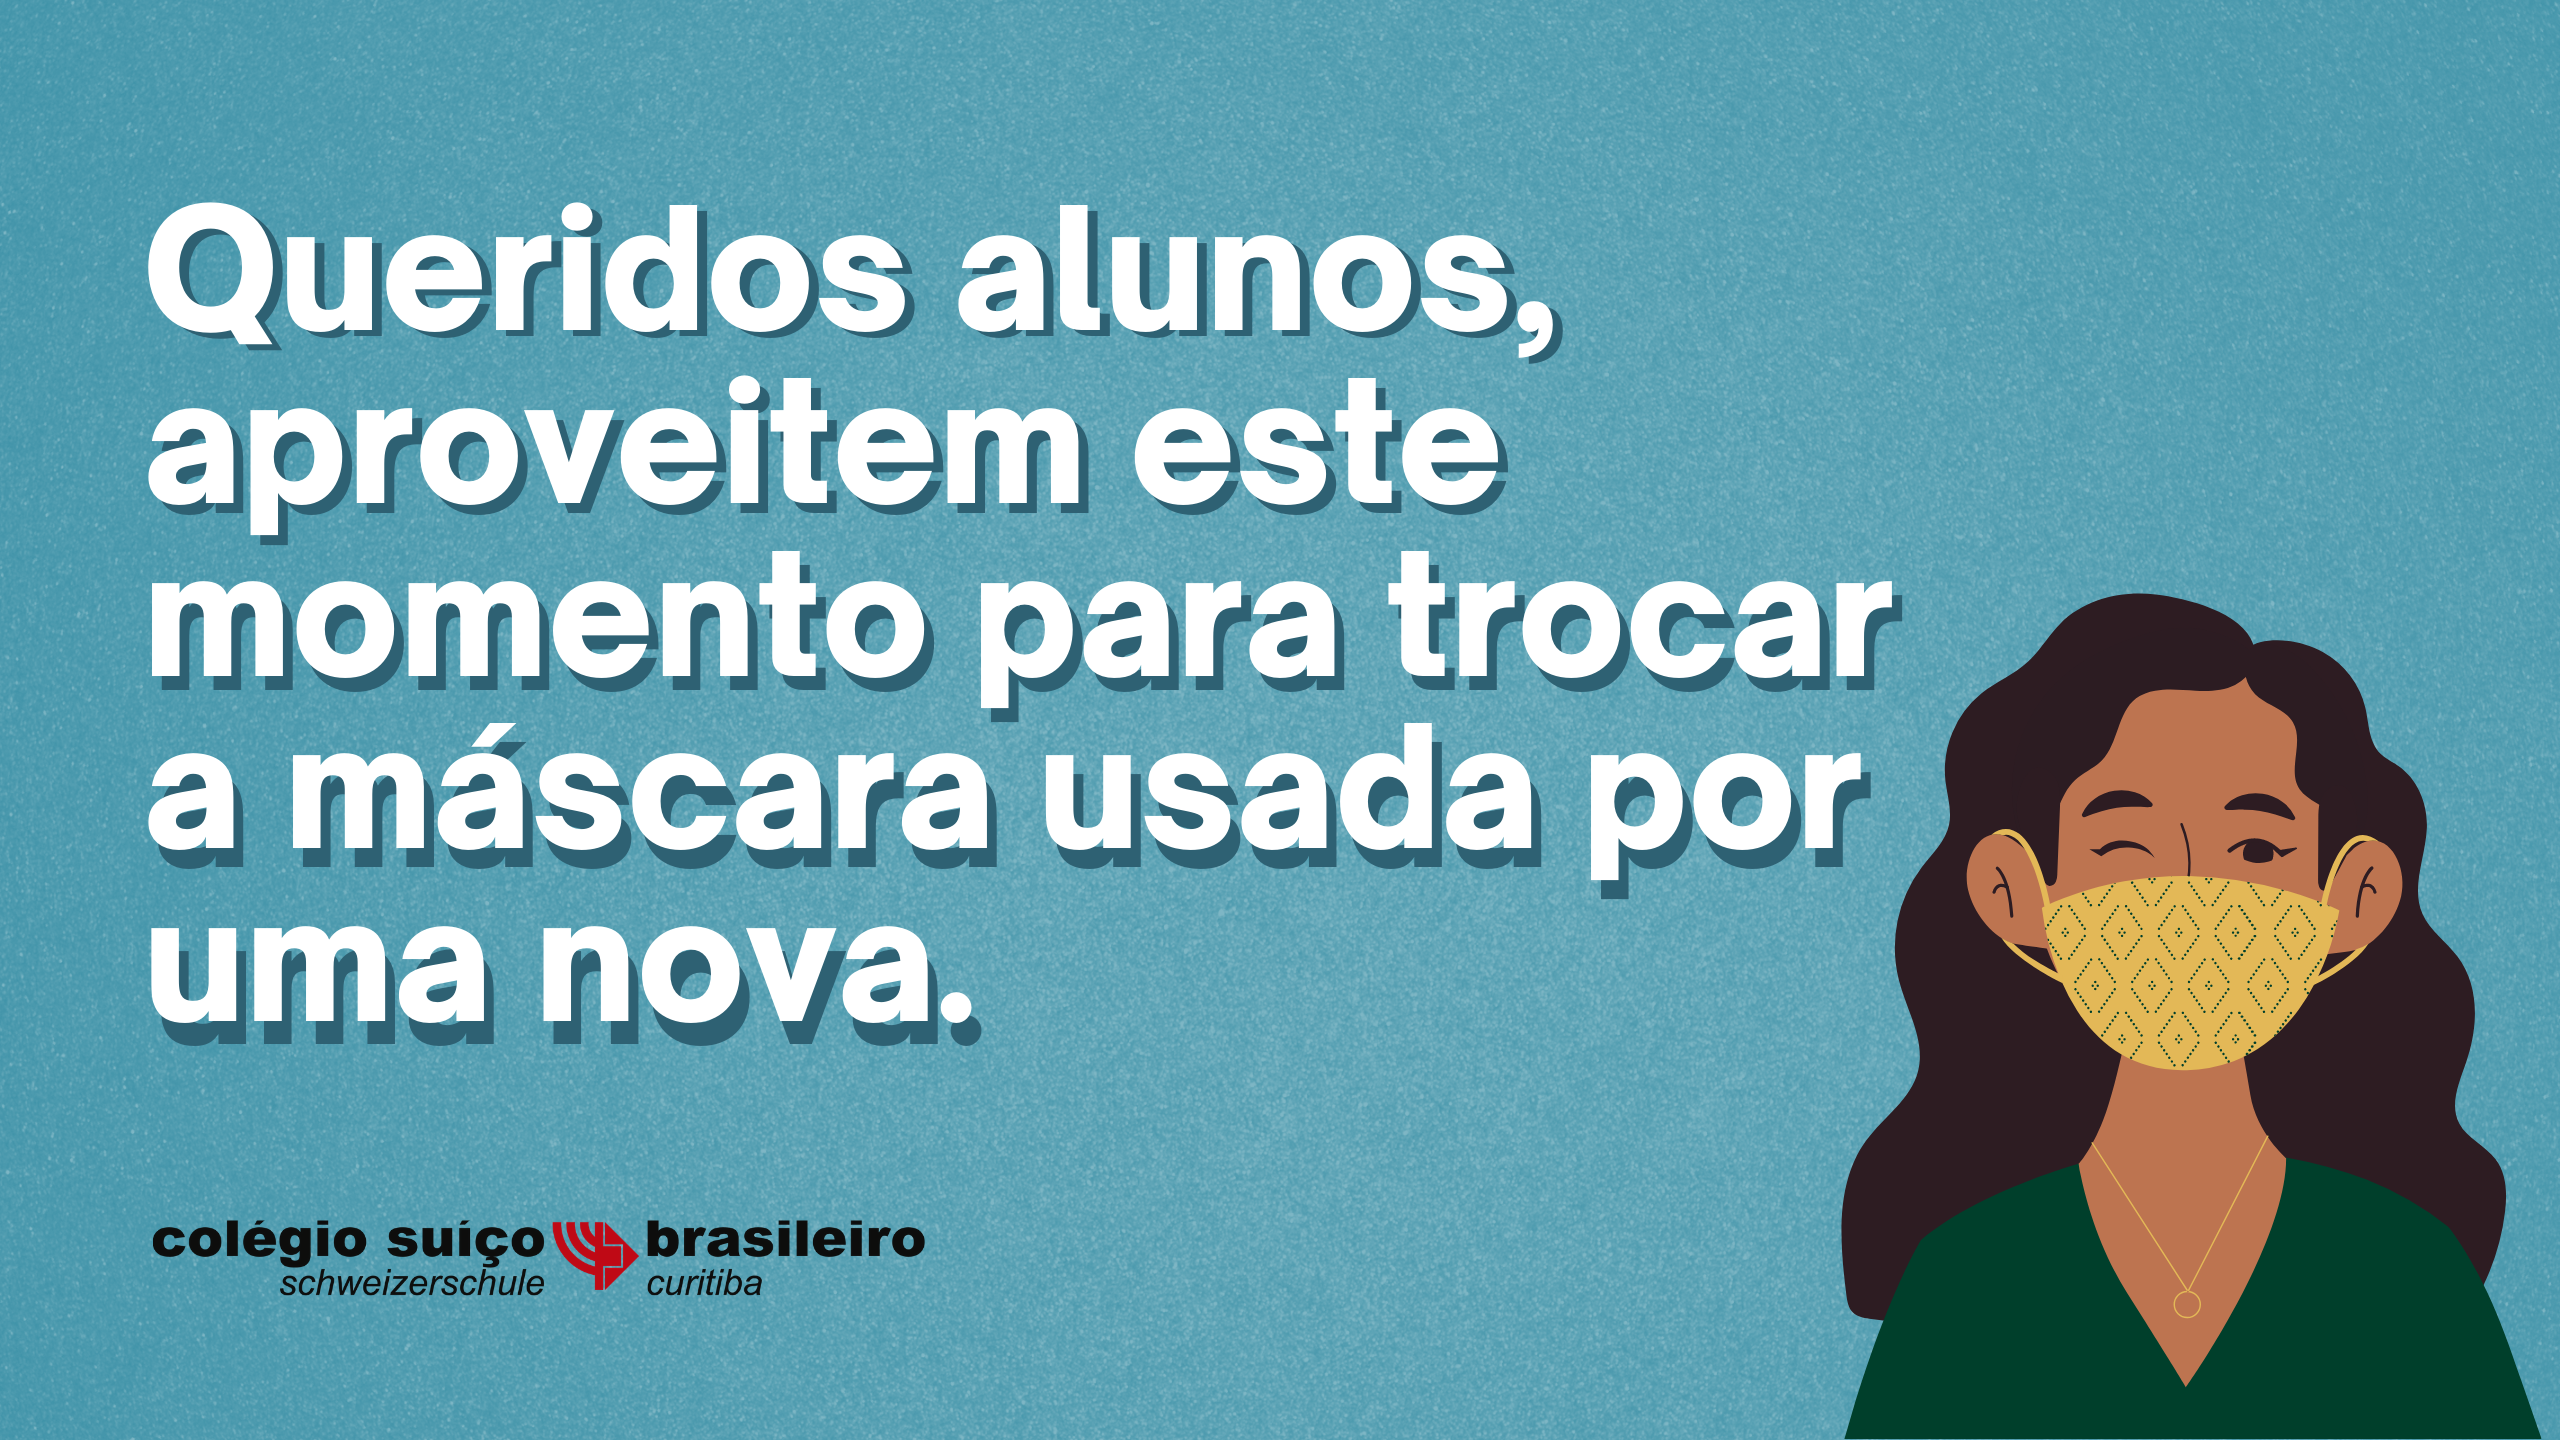 Queridos alunos,
aproveitem este
momento para trocar
a máscara usada por
uma nova.
colégio suíço brasileiro
schweizerschule curitiba